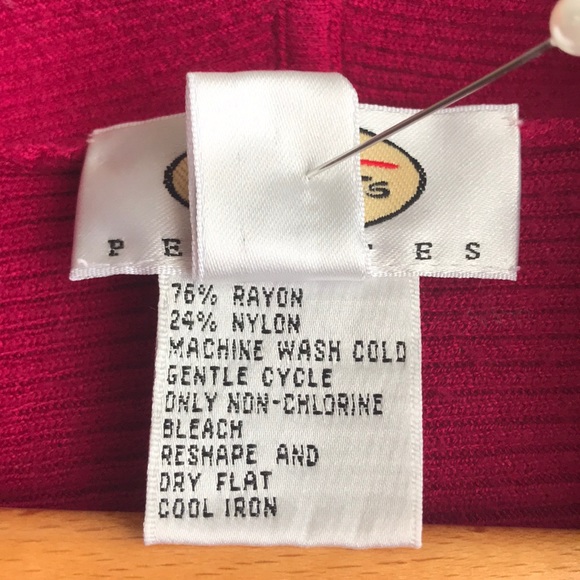 P E T E S
76% RAYON
24% NYLON
MACHINE WASH COLD
GENTLE CYCLE
ONLY NON-CHLORINE
BLEACH
RESHAPE AND
DRY FLAT
COOL IRON